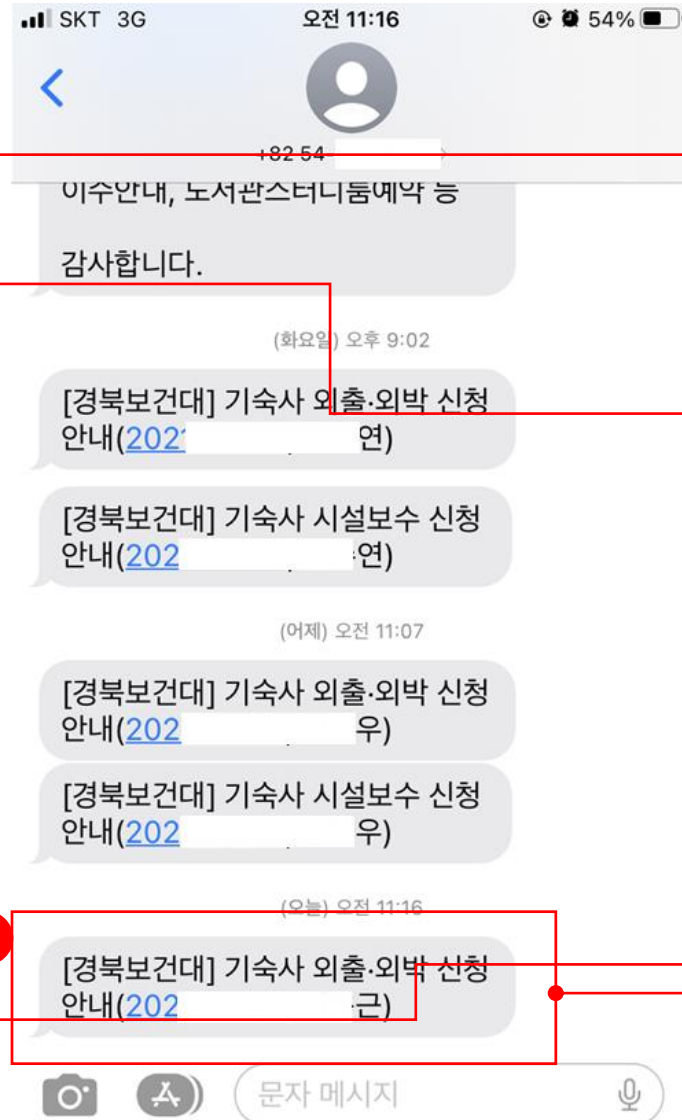 SKT 3G 오전 11:16 54%
+82 54
이수안내, 도서관스터디룸예약 등
감사합니다.
(화요일) 오후 9:02
[경북보건대] 기숙사 외출·외박 신청
안내(2021 연)
[경북보건대] 기숙사 시설보수 신청
안내(202 연)
(어제) 오전 11:07
[경북보건대] 기숙사 외출·외박 신청
안내(202 우)
[경북보건대] 기숙사 시설보수 신청
안내(202 우)
(오늘) 오전 11:16
[경북보건대] 기숙사 외출·외박 신청
안내(202 근)
문자 메시지